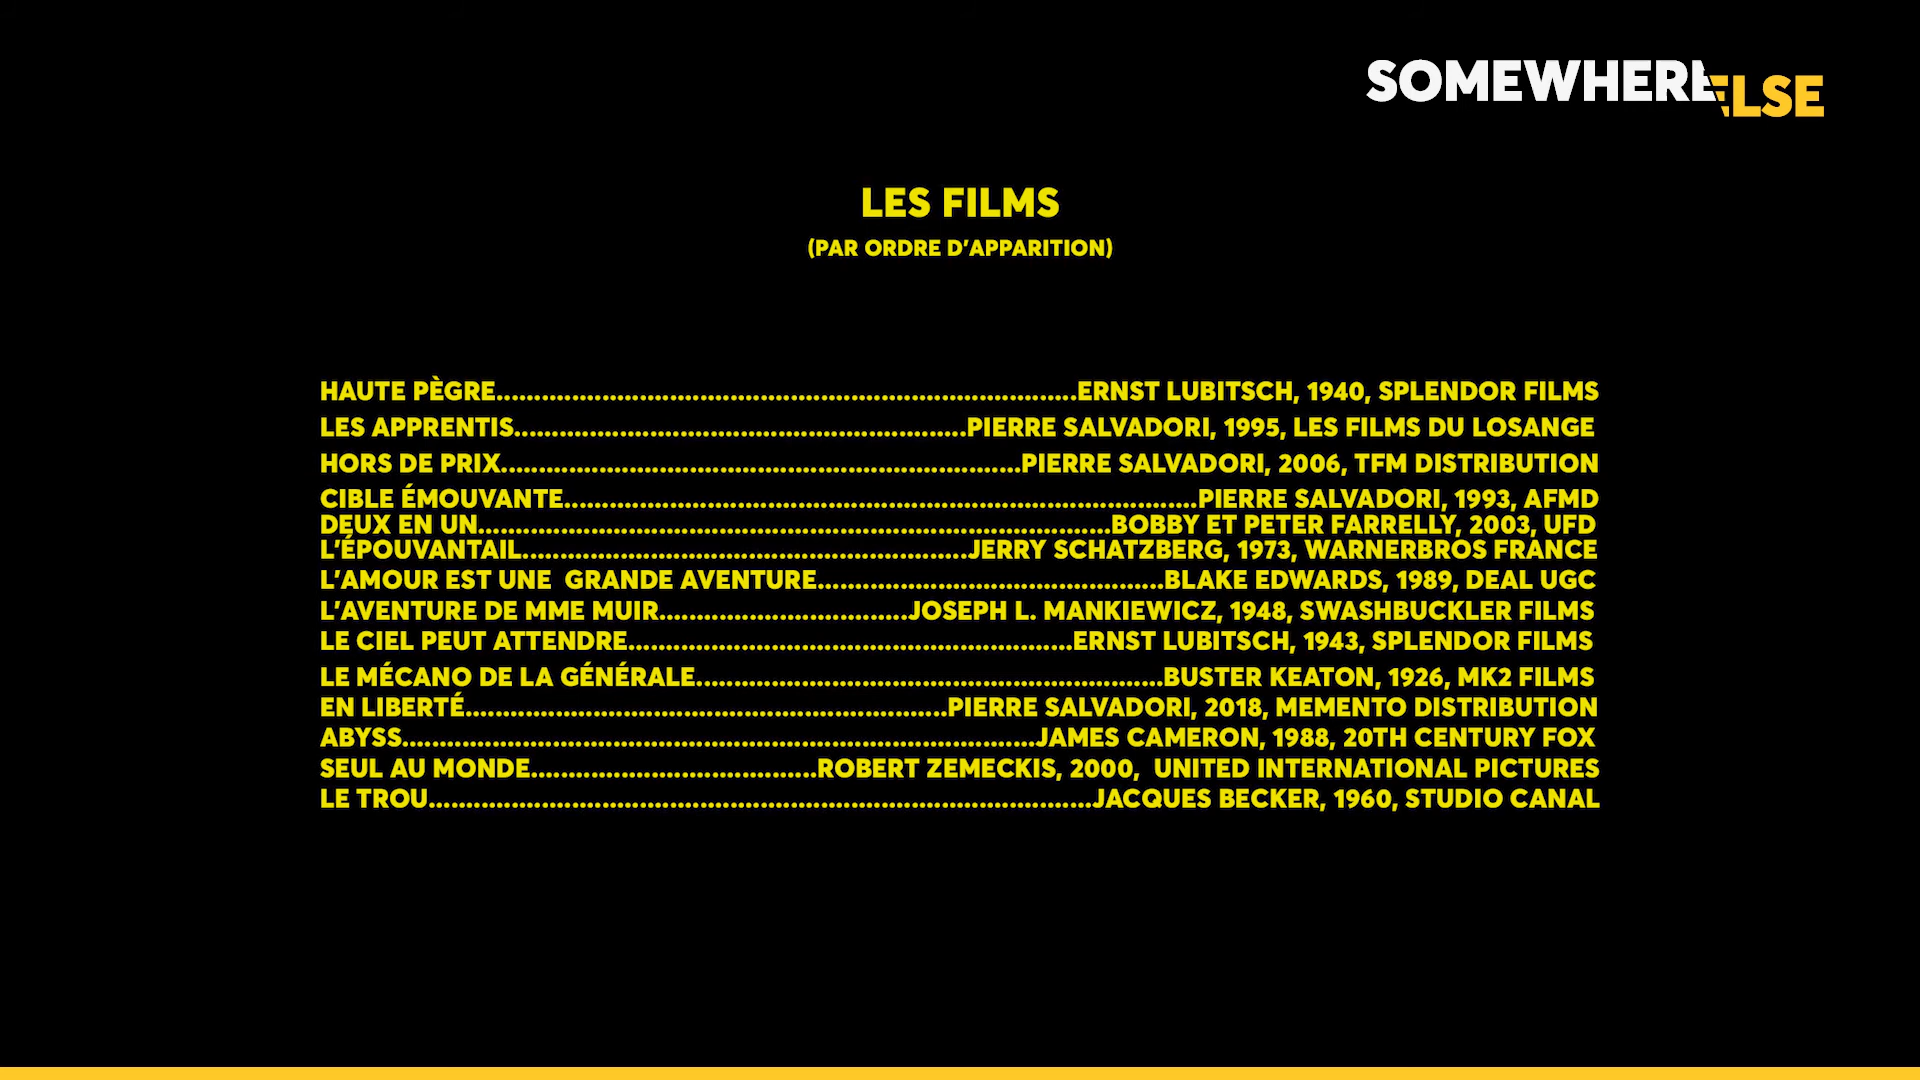 SOMEWHERE ELSE
LES FILMS
(PAR ORDRE D'APPARITION)
HAUTE PÈGRE.............................................................................ERNST LUBITSCH, 1940, SPLENDOR FILMS
LES APPRENTIS............................................................PIERRE SALVADORI, 1995, LES FILMS DU LOSANGE
HORS DE PRIX.....................................................................PIERRE SALVADORI, 2006, TFM DISTRIBUTION
CIBLE ÉMOUVANTE....................................................................................PIERRE SALVADORI, 1993, AFMD
DEUX EN UN....................................................................................BOBBY ET PETER FARRELLY, 2003, UFD
L'ÉPOUVANTAIL...........................................................JERRY SCHATZBERG, 1973, WARNERBROS FRANCE
L'AMOUR EST UNE  GRANDE AVENTURE..............................................BLAKE EDWARDS, 1989, DEAL UGC
L'AVENTURE DE MME MUIR.................................JOSEPH L. MANKIEWICZ, 1948, SWASHBUCKLER FILMS
LE CIEL PEUT ATTENDRE...........................................................ERNST LUBITSCH, 1943, SPLENDOR FILMS
LE MÉCANO DE LA GÉNÉRALE..............................................................BUSTER KEATON, 1926, MK2 FILMS
EN LIBERTÉ................................................................PIERRE SALVADORI, 2018, MEMENTO DISTRIBUTION
ABYSS....................................................................................JAMES CAMERON, 1988, 20TH CENTURY FOX
SEUL AU MONDE......................................ROBERT ZEMECKIS, 2000,  UNITED INTERNATIONAL PICTURES
LE TROU........................................................................................JACQUES BECKER, 1960, STUDIO CANAL